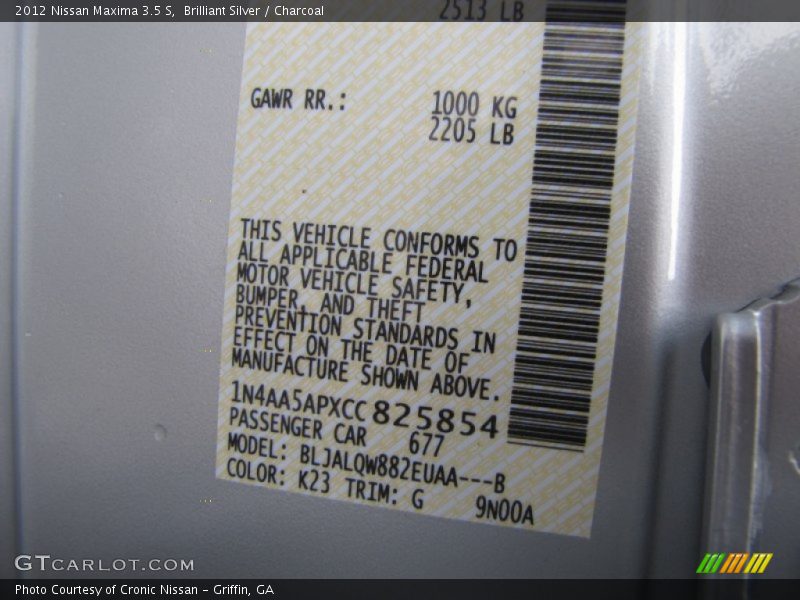 2012 Nissan Maxima 3.5 S,  Brilliant Silver / Charcoal
2513 LB
GAWR RR.: 1000 KG
2205 LB
THIS VEHICLE CONFORMS TO
ALL APPLICABLE FEDERAL
MOTOR VEHICLE SAFETY,
BUMPER, AND THEFT
PREVENTION STANDARDS IN
EFFECT ON THE DATE OF
MANUFACTURE SHOWN ABOVE.
1N4AA5APXCC825854
PASSENGER CAR 677
MODEL: BLJALQW882EUAA---B
COLOR: K23 TRIM: G 9N00A
GTCARLOT.COM
Photo Courtesy of Cronic Nissan - Griffin, GA